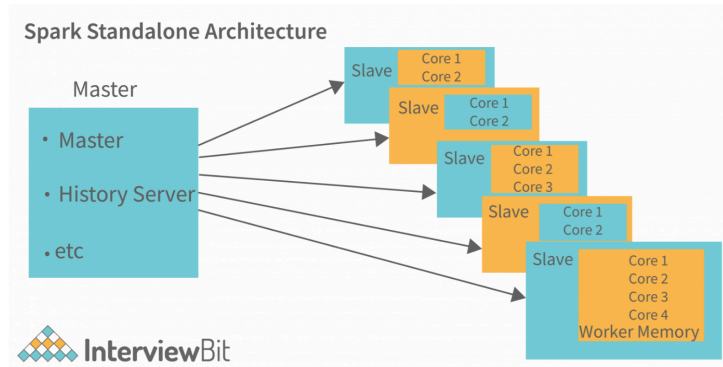 Spark Standalone Architecture
Master
• Master
• History Server
• etc
Slave
Core 1
Core 2
Slave
Core 1
Core 2
Slave
Core 1
Core 2
Core 3
Slave
Core 1
Core 2
Slave
Core 1
Core 2
Core 3
Core 4
Worker Memory
InterviewBit